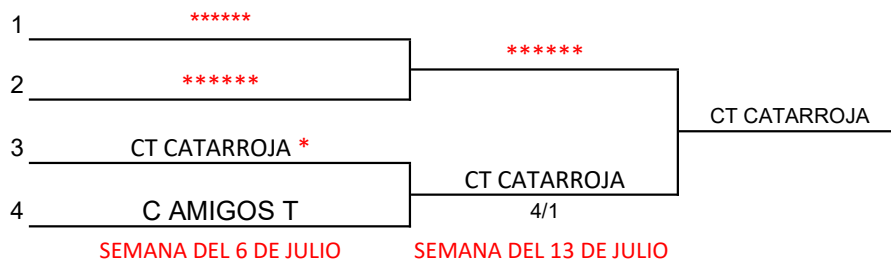 1 ******
******
2 ******
CT CATARROJA
3 CT CATARROJA *
CT CATARROJA
4 C AMIGOS T
4/1
SEMANA DEL 6 DE JULIO SEMANA DEL 13 DE JULIO